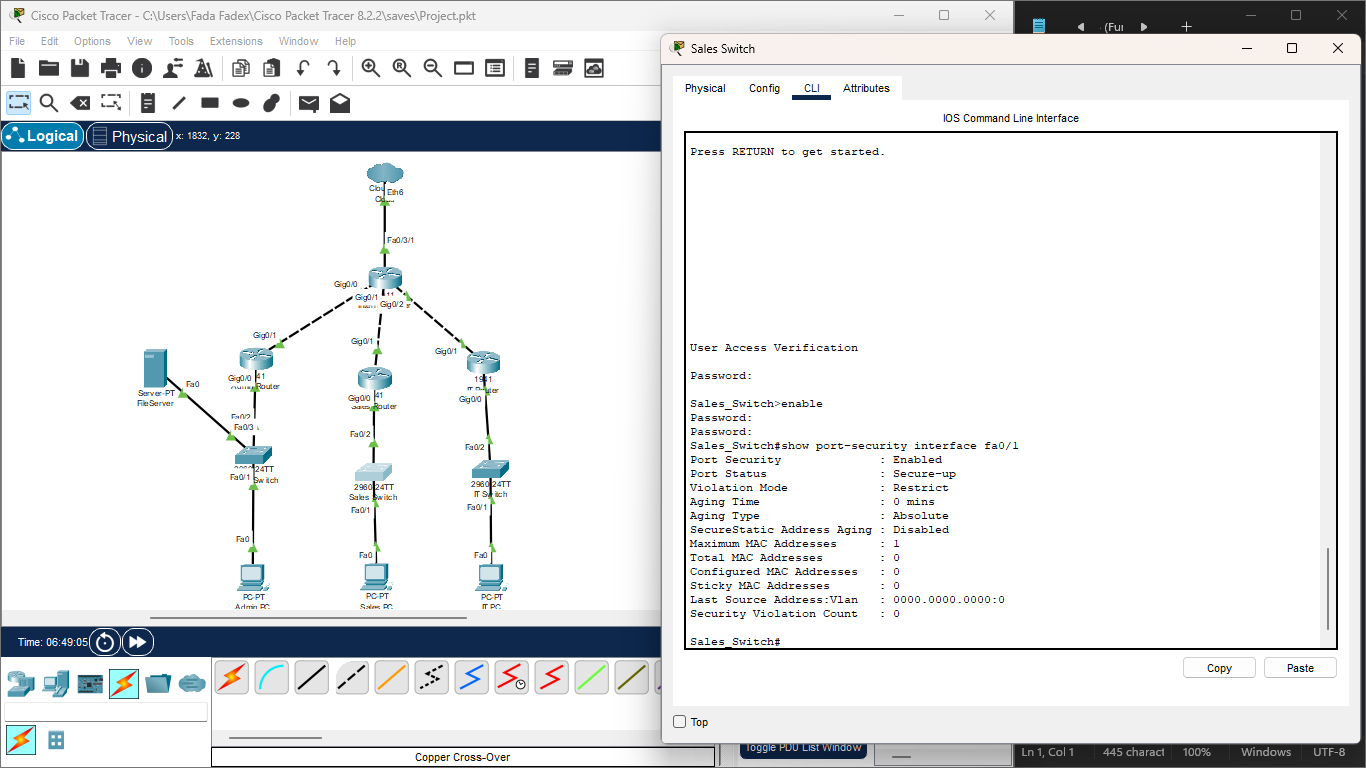 Cisco Packet Tracer - C:\Users\Fada Fadex\Cisco Packet Tracer 8.2.2\saves\Project.pkt
File Edit Options View Tools Extensions Window Help
Logical Physical x: 1832, y: 228
Eth6
Fa0/3/1
Gig0/0
Gig0/1
Gig0/2
Gig0/1
Gig0/1
Gig0/1
Server-PT
FileServer
Fa0
Gig0/0 41
Router
Gig0/0 41
Router
Gig0/0
Fa0/2
Fa0/3
Fa0/2
Fa0/2
24TT
Switch
Fa0/1
2960 24TT
Sales Switch
Fa0/1
2960 24TT
IT Switch
Fa0/1
Fa0
Fa0
Fa0
PC-PT
Admin PC
PC-PT
Sales PC
PC-PT
IT PC
Time: 06:49:05
Copper Cross-Over
Toggle PDU List Window
Sales Switch
Physical Config CLI Attributes
IOS Command Line Interface
Press RETURN to get started.
User Access Verification
Password:
Sales_Switch>enable
Password:
Password:
Sales_Switch#show port-security interface fa0/1
Port Security : Enabled
Port Status : Secure-up
Violation Mode : Restrict
Aging Time : 0 mins
Aging Type : Absolute
SecureStatic Address Aging : Disabled
Maximum MAC Addresses : 1
Total MAC Addresses : 0
Configured MAC Addresses : 0
Sticky MAC Addresses : 0
Last Source Address:Vlan : 0000.0000.0000:0
Security Violation Count : 0
Sales_Switch#
Copy Paste
Top
(Fur
Ln 1, Col 1 445 charact 100% Windows UTF-8